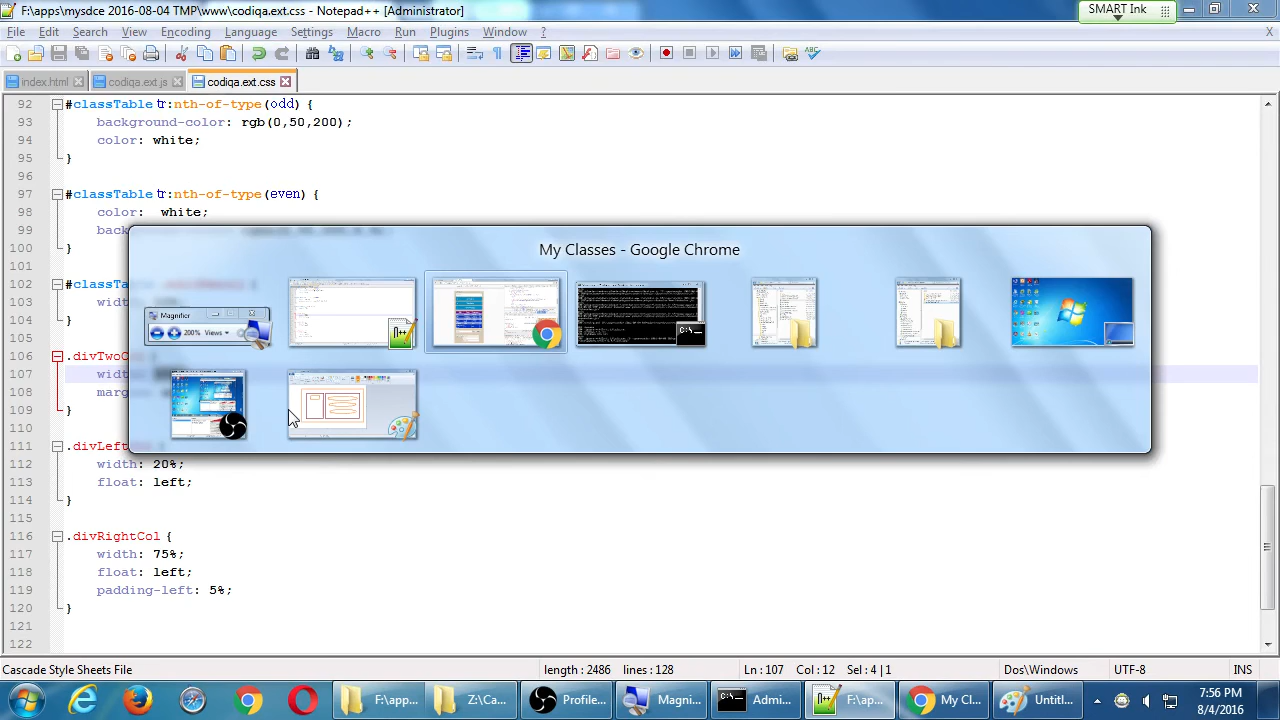 F:\apps\mysdce 2016-08-04 TMP\www\codiqa.ext.css - Notepad++ [Administrator]
SMART Ink
File Edit Search View Encoding Language Settings Macro Run Plugins Window ? X
index.html codiqa.ext.js codiqa.ext.css
92 #classTable tr:nth-of-type(odd) {
93 background-color: rgb(0,50,200);
94 color: white;
95 }
96
97 #classTable tr:nth-of-type(even) {
98 color: white;
99
100 }
101
102 #classTable
103
104 }
105
106
107
108
109 }
110
111
112 width: 20%;
113 float: left;
114 }
115
116 .divRightCol {
117 width: 75%;
118 float: left;
119 padding-left: 5%;
120 }
121
122
My Classes - Google Chrome
Magnifier
200% Views
C:\_
Cascade Style Sheets File length : 2486 lines : 128 Ln : 107 Col : 12 Sel : 4 | 1 Dos\Windows UTF-8 INS
F:\app... Z:\Ca... Profile... Magni... Admi... F:\ap... My Cl... Untitl...
7:56 PM
8/4/2016